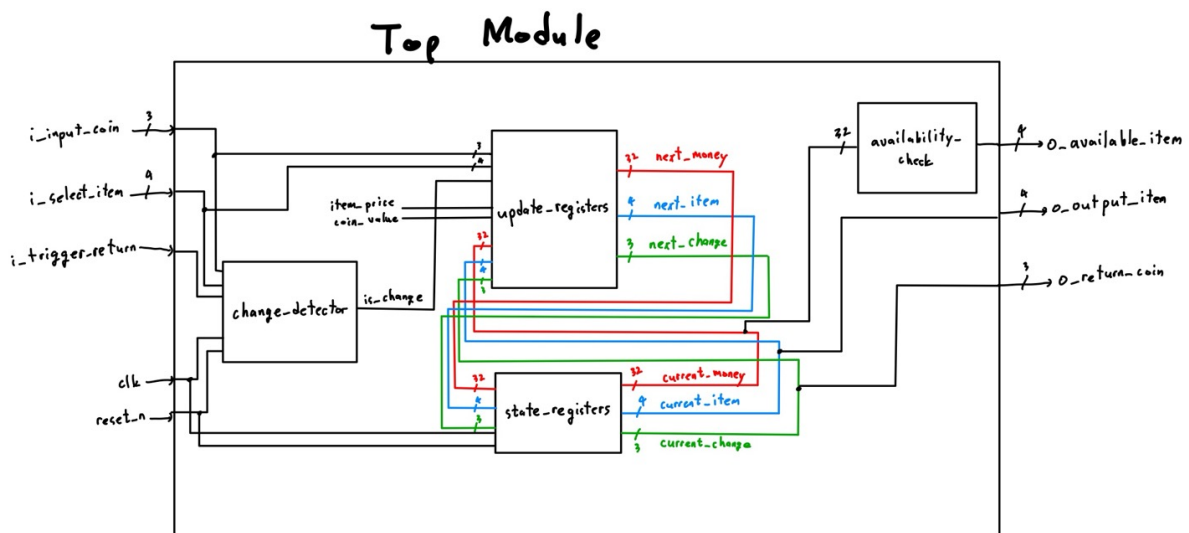 Top Module
i_input_coin
3
i_select_item
4
i_trigger_return
clk
reset_n
change_detector
is_change
3
4
item_price
coin_value
update_registers
32
4
3
32
next_money
4
next_item
3
next_change
32
4
3
state_registers
32
current_money
4
current_item
3
current_change
32
availability_
check
4
o_available_item
4
o_output_item
3
o_return_coin